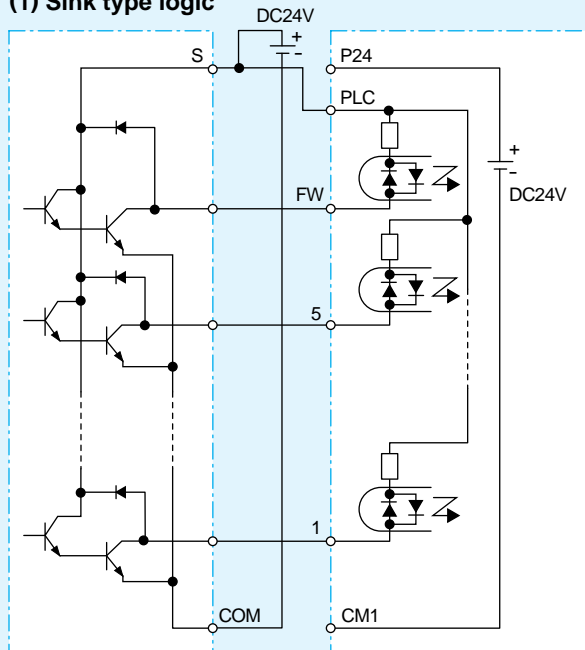 (1) Sink type logic
DC24V
+
-
S
P24
PLC
+
-
DC24V
FW
5
1
COM
CM1